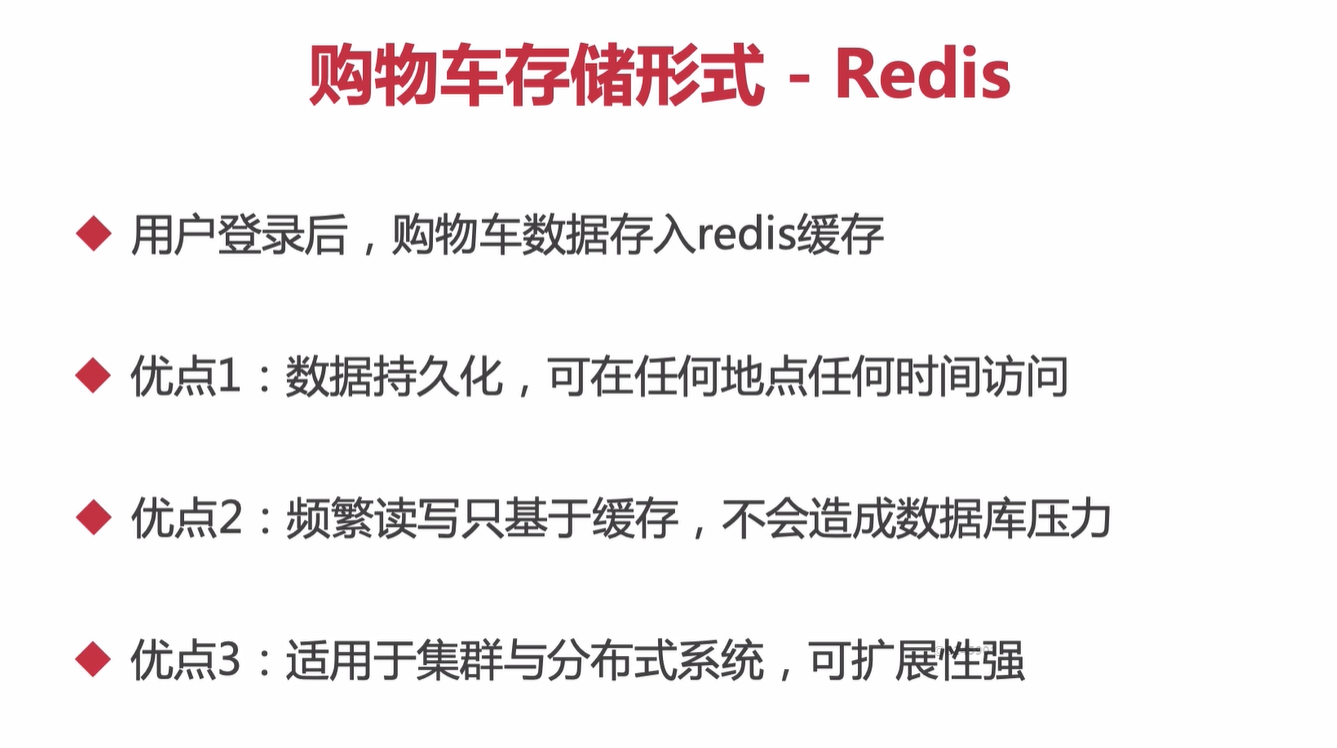 购物车存储形式 - Redis
用户登录后，购物车数据存入redis缓存
优点1：数据持久化，可在任何地点任何时间访问
优点2：频繁读写只基于缓存，不会造成数据库压力
优点3：适用于集群与分布式系统，可扩展性强